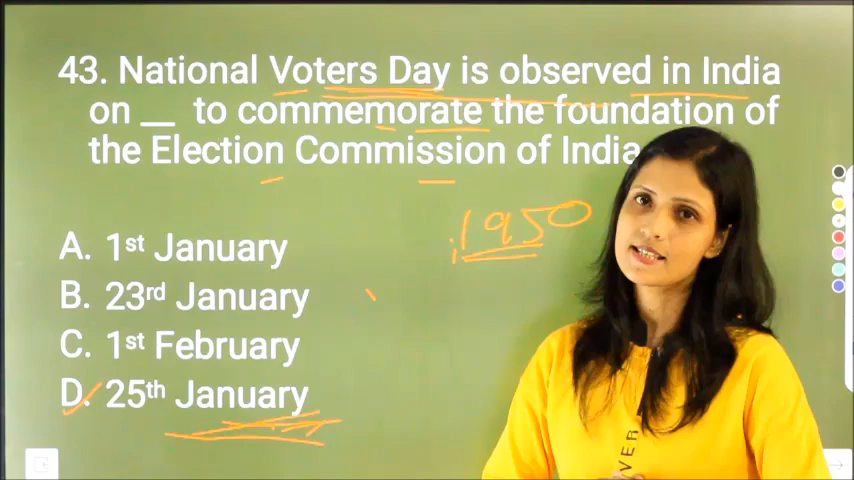 43. National Voters Day is observed in India
on __ to commemorate the foundation of
the Election Commission of India
1950
A. 1st January
B. 23rd January
C. 1st February
D. 25th January
VER